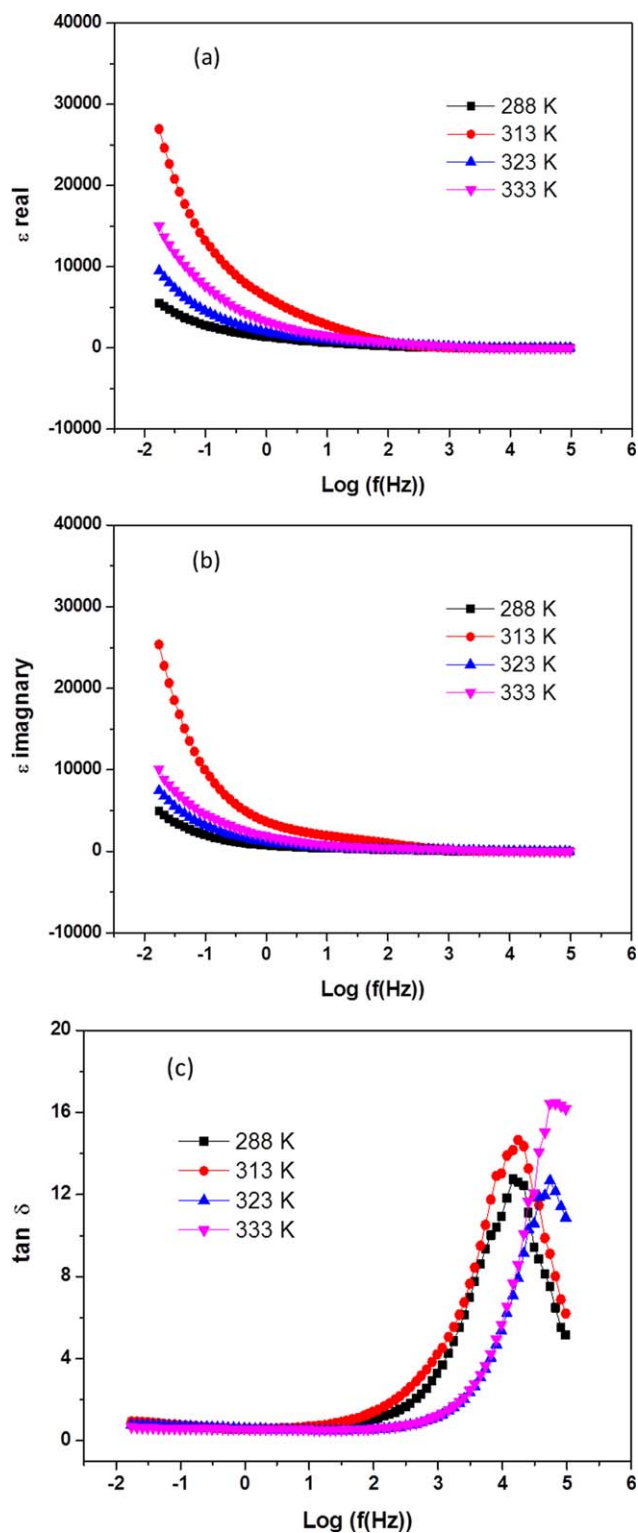 40000
(a)
30000
288 K
313 K
323 K
333 K
20000
ε real
10000
0
-10000
-2 -1 0 1 2 3 4 5 6
Log (f(Hz))
40000
(b)
30000
288 K
313 K
323 K
333 K
20000
ε imagnary
10000
0
-10000
-2 -1 0 1 2 3 4 5 6
Log (f(Hz))
20
(c)
16
288 K
313 K
323 K
333 K
12
tan δ
8
4
0
-2 -1 0 1 2 3 4 5 6
Log (f(Hz))